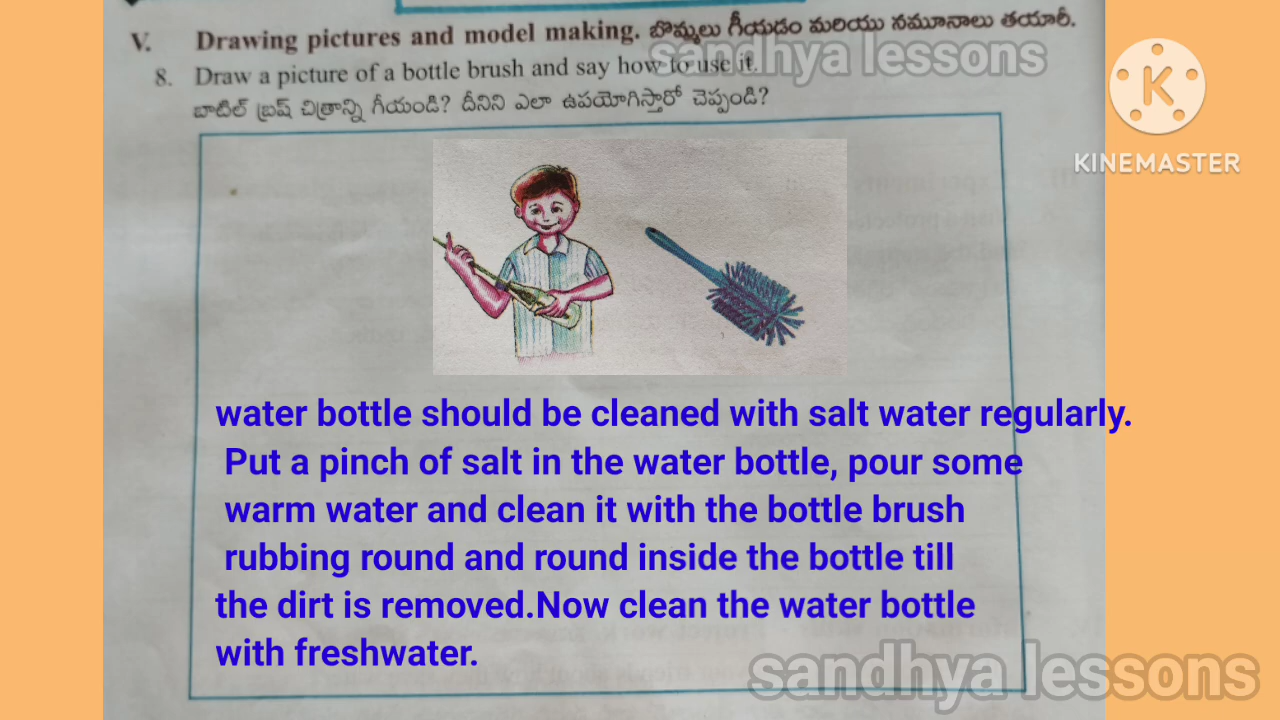 V. Drawing pictures and model making. బొమ్మలు గీయడం మరియు నమూనాలు తయారీ.
sandhya lessons
8. Draw a picture of a bottle brush and say how to use it.
బాటిల్ బ్రష్ చిత్రాన్ని గీయండి? దీనిని ఎలా ఉపయోగిస్తారో చెప్పండి?
K
KINEMASTER
water bottle should be cleaned with salt water regularly.
Put a pinch of salt in the water bottle, pour some
warm water and clean it with the bottle brush
rubbing round and round inside the bottle till
the dirt is removed.Now clean the water bottle
with freshwater.
sandhya lessons